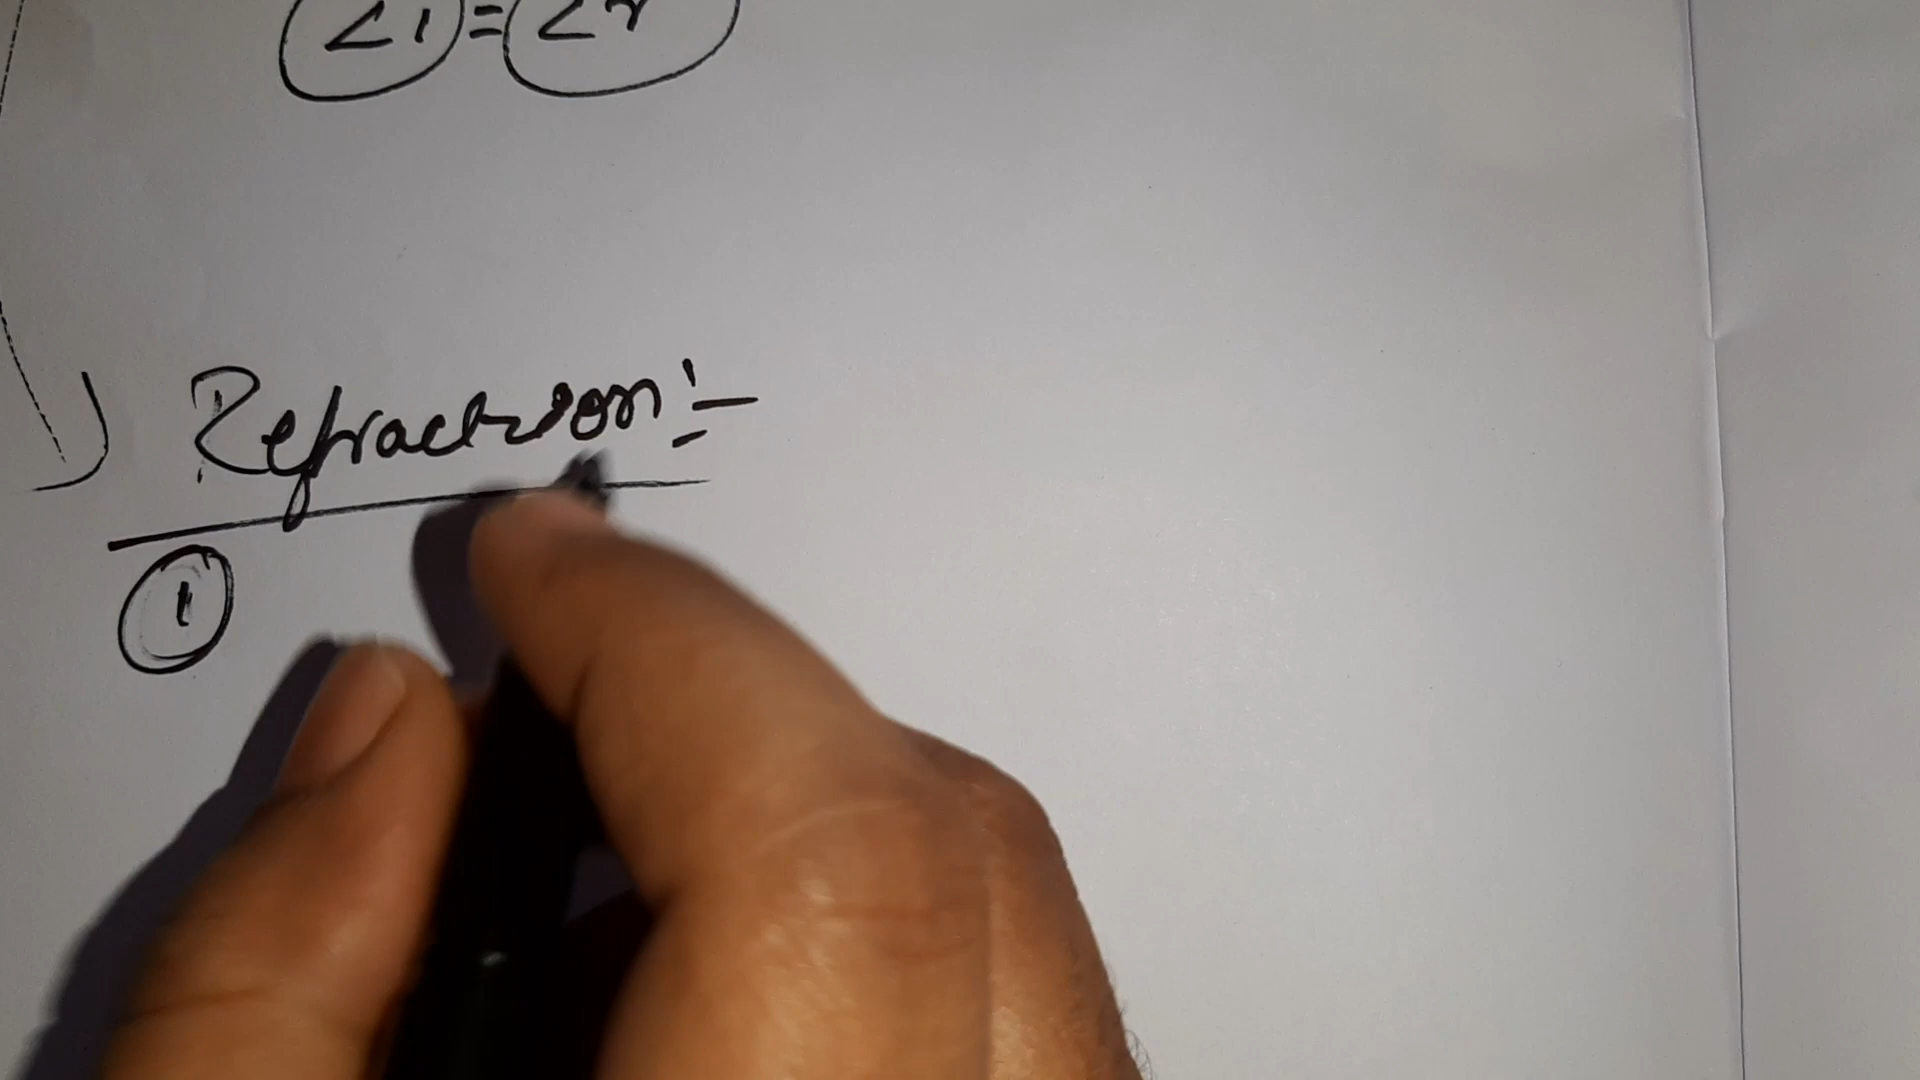 ∠i = ∠r
Refraction :-
1